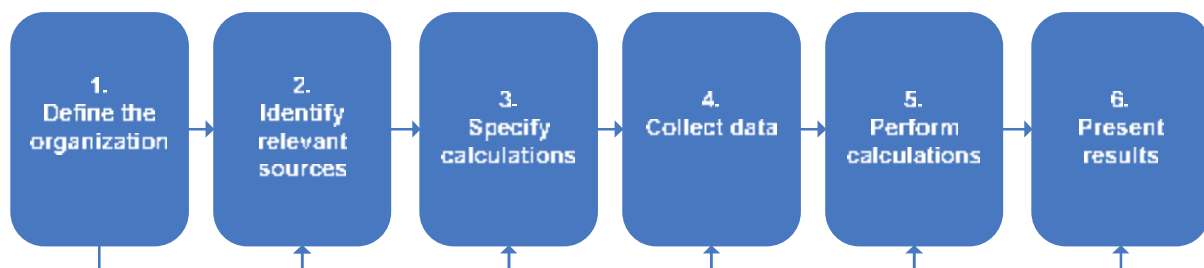 1.
Define the
organization
2.
Identify
relevant
sources
3.
Specify
calculations
4.
Collect data
5.
Perform
calculations
6.
Present
results